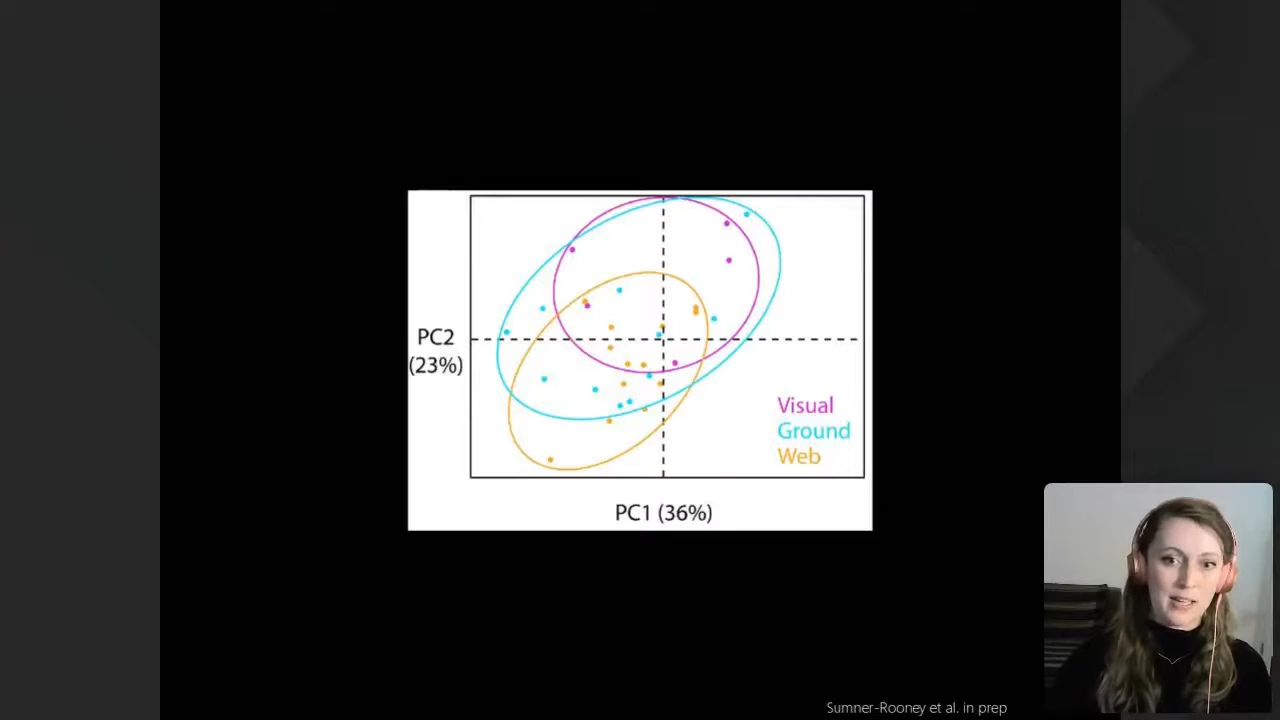 PC2
(23%)
Visual
Ground
Web
PC1 (36%)
Sumner-Rooney et al. in prep